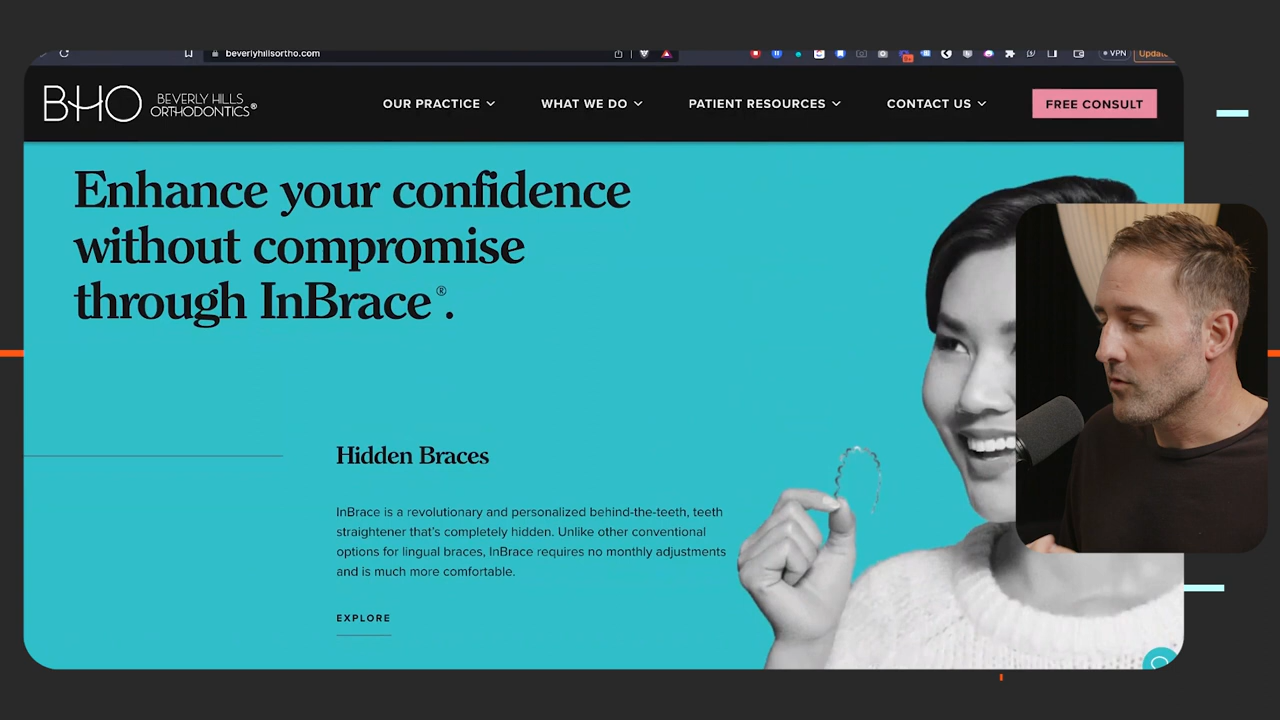 beverlyhillsortho.com
VPN
BHO
BEVERLY HILLS
ORTHODONTICS®
OUR PRACTICE
WHAT WE DO
PATIENT RESOURCES
CONTACT US
FREE CONSULT
Enhance your confidence
without compromise
through InBrace®.
Hidden Braces
InBrace is a revolutionary and personalized behind-the-teeth, teeth
straightener that's completely hidden. Unlike other conventional
options for lingual braces, InBrace requires no monthly adjustments
and is much more comfortable.
EXPLORE